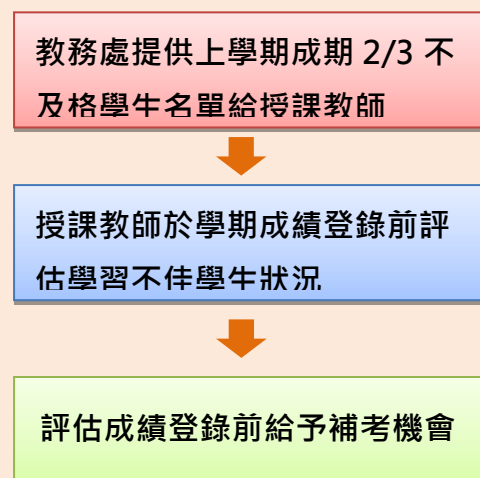 教務處提供上學期成期 2/3 不
及格學生名單給授課教師
授課教師於學期成績登錄前評
估學習不佳學生狀況
評估成績登錄前給予補考機會